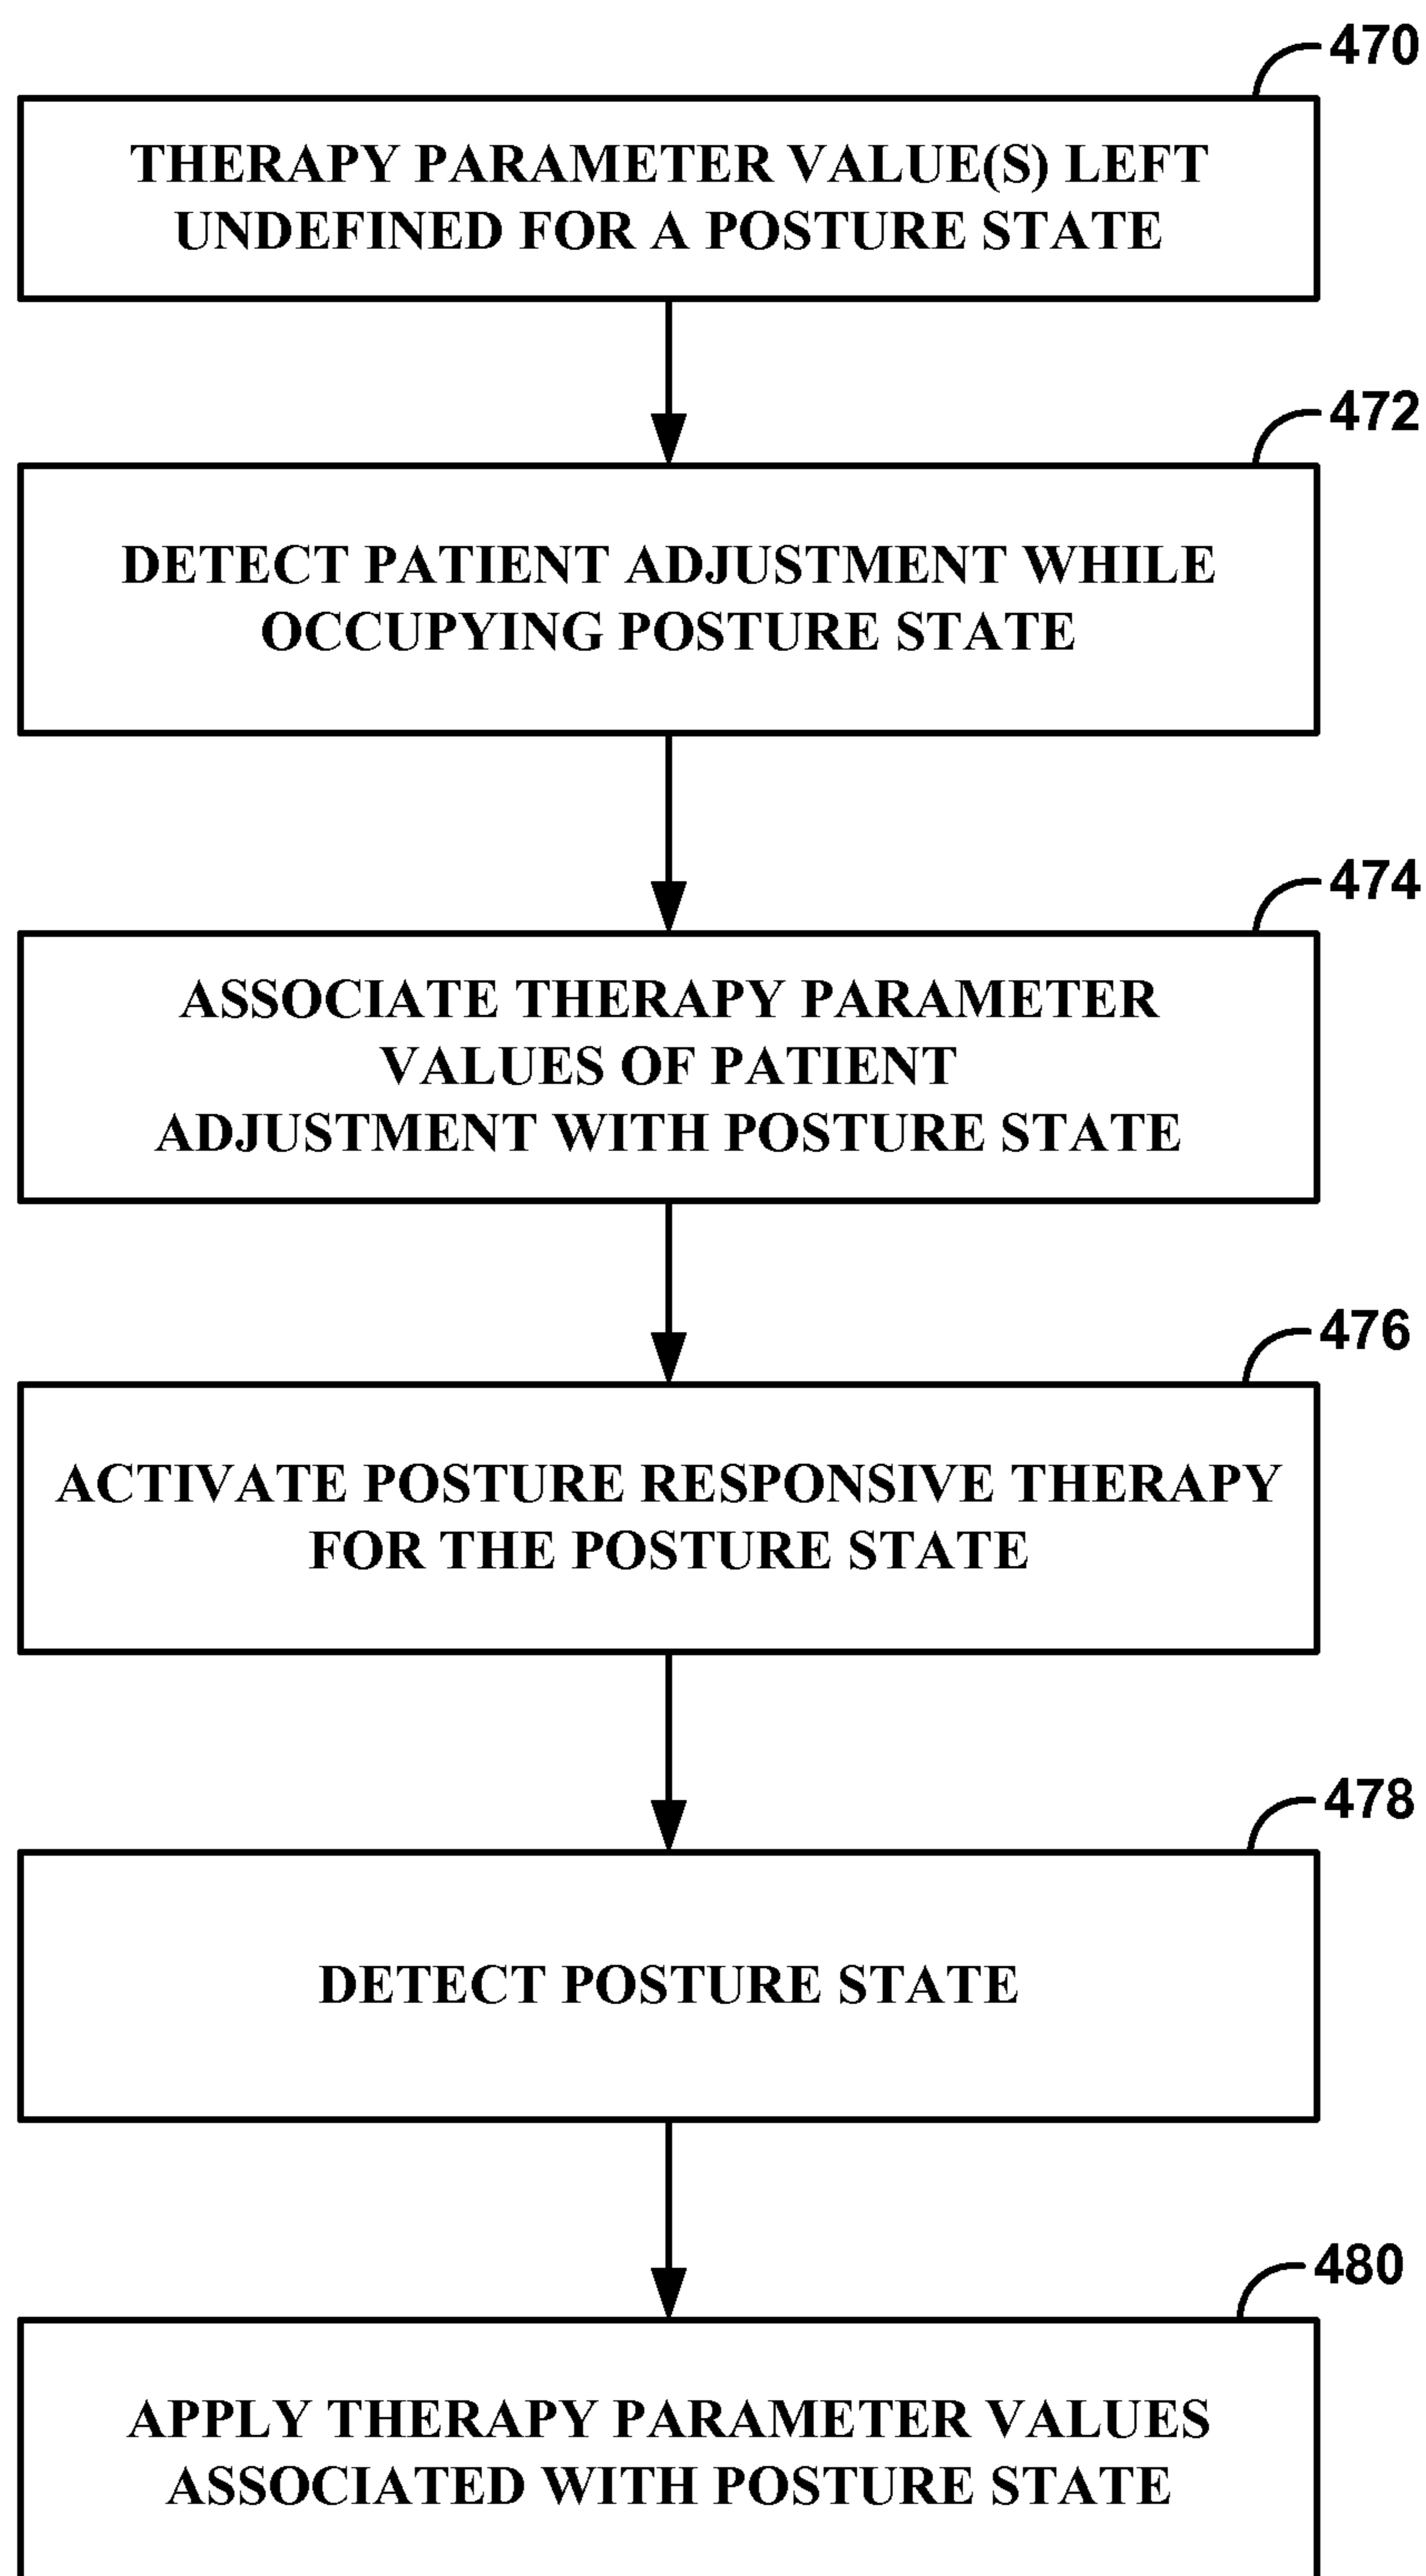 470
THERAPY PARAMETER VALUE(S) LEFT
UNDEFINED FOR A POSTURE STATE
472
DETECT PATIENT ADJUSTMENT WHILE
OCCUPYING POSTURE STATE
474
ASSOCIATE THERAPY PARAMETER
VALUES OF PATIENT
ADJUSTMENT WITH POSTURE STATE
476
ACTIVATE POSTURE RESPONSIVE THERAPY
FOR THE POSTURE STATE
478
DETECT POSTURE STATE
480
APPLY THERAPY PARAMETER VALUES
ASSOCIATED WITH POSTURE STATE